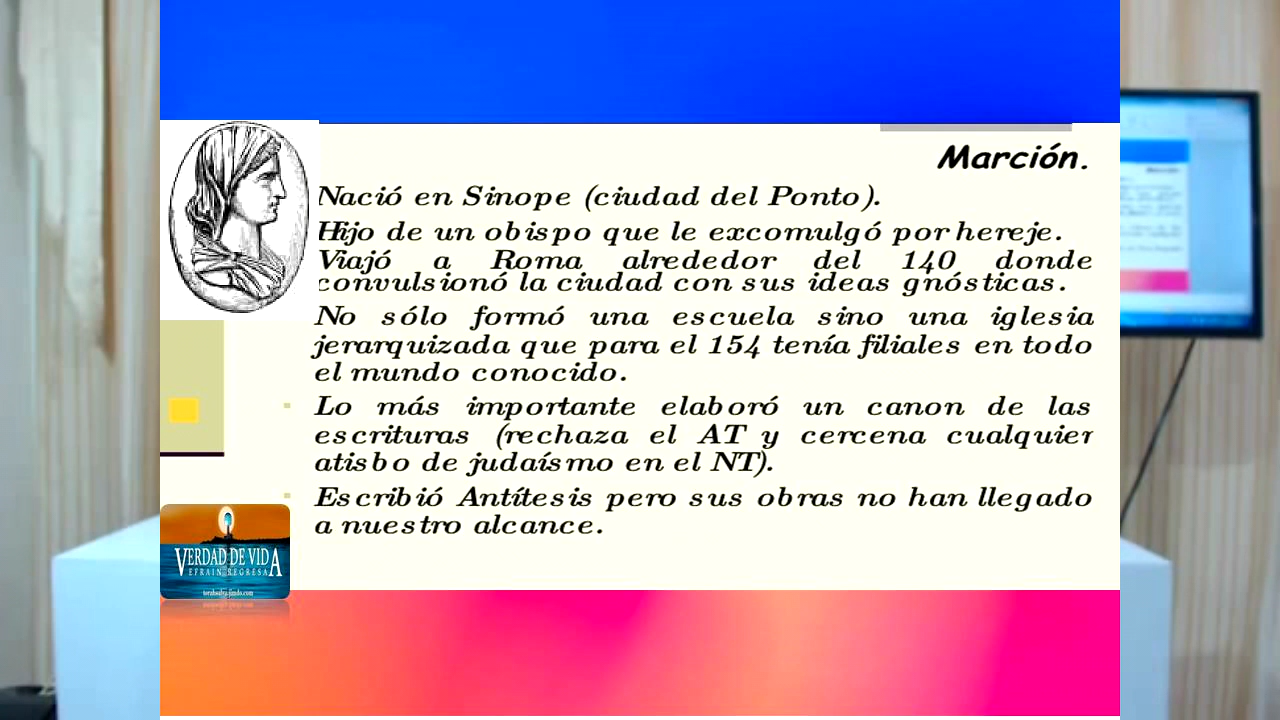 Marción.
Nació en Sinope (ciudad del Ponto).
Hijo de un obispo que le excomulgó por hereje.
Viajó a Roma alrededor del 140 donde
convulsionó la ciudad con sus ideas gnósticas.
No sólo formó una escuela sino una iglesia
jerarquizada que para el 154 tenía filiales en todo
el mundo conocido.
Lo más importante elaboró un canon de las
escrituras (rechaza el AT y cercena cualquier
atisbo de judaísmo en el NT).
Escribió Antítesis pero sus obras no han llegado
a nuestro alcance.
VERDAD DE VIDA
EFRAIN REGRESA